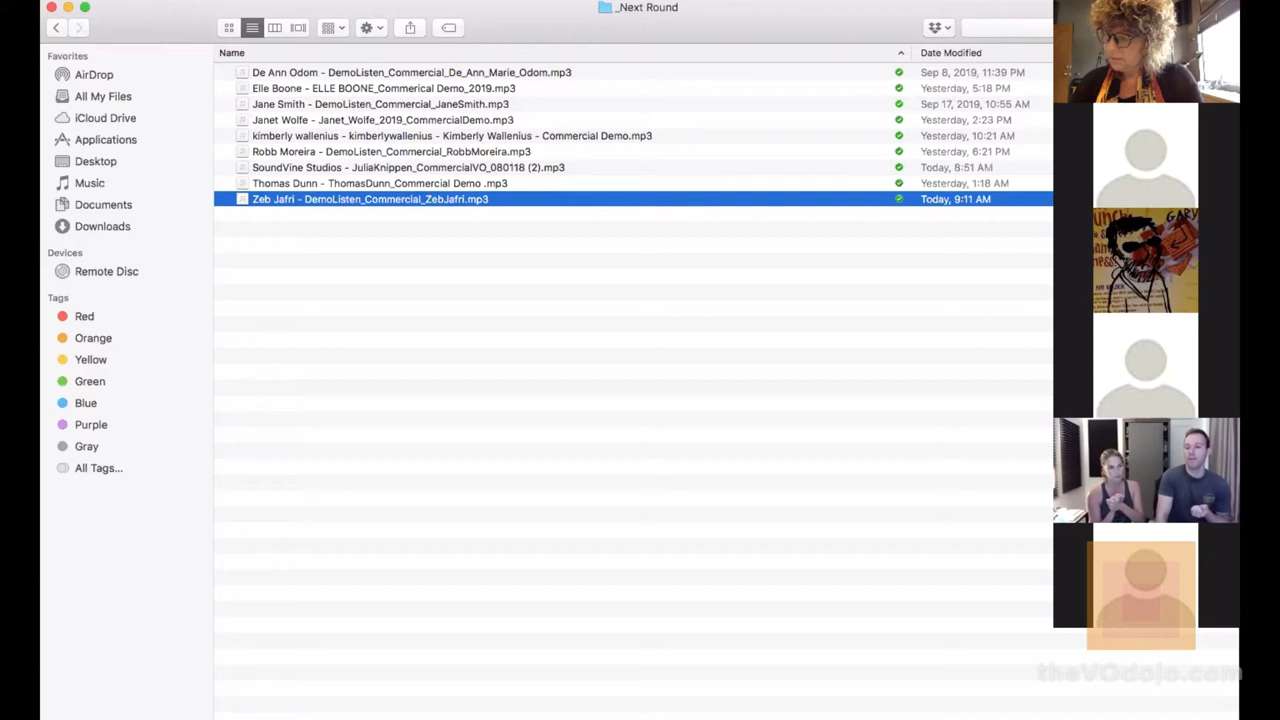 _Next Round
Favorites
AirDrop
All My Files
iCloud Drive
Applications
Desktop
Music
Documents
Downloads
Devices
Remote Disc
Tags
Red
Orange
Yellow
Green
Blue
Purple
Gray
All Tags...
Name Date Modified
De Ann Odom - DemoListen_Commercial_De_Ann_Marie_Odom.mp3 Sep 8, 2019, 11:39 PM
Elle Boone - ELLE BOONE_Commerical Demo_2019.mp3 Yesterday, 5:18 PM
Jane Smith - DemoListen_Commercial_JaneSmith.mp3 Sep 17, 2019, 10:55 AM
Janet Wolfe - Janet_Wolfe_2019_CommercialDemo.mp3 Yesterday, 2:23 PM
kimberly wallenius - kimberlywallenius - Kimberly Wallenius - Commercial Demo.mp3 Yesterday, 10:21 AM
Robb Moreira - DemoListen_Commercial_RobbMoreira.mp3 Yesterday, 6:21 PM
SoundVine Studios - JuliaKnippen_CommercialVO_080118 (2).mp3 Today, 8:51 AM
Thomas Dunn - ThomasDunn_Commercial Demo .mp3 Yesterday, 1:18 AM
Zeb Jafri - DemoListen_Commercial_ZebJafri.mp3 Today, 9:11 AM
GARY
theVOdojo.com